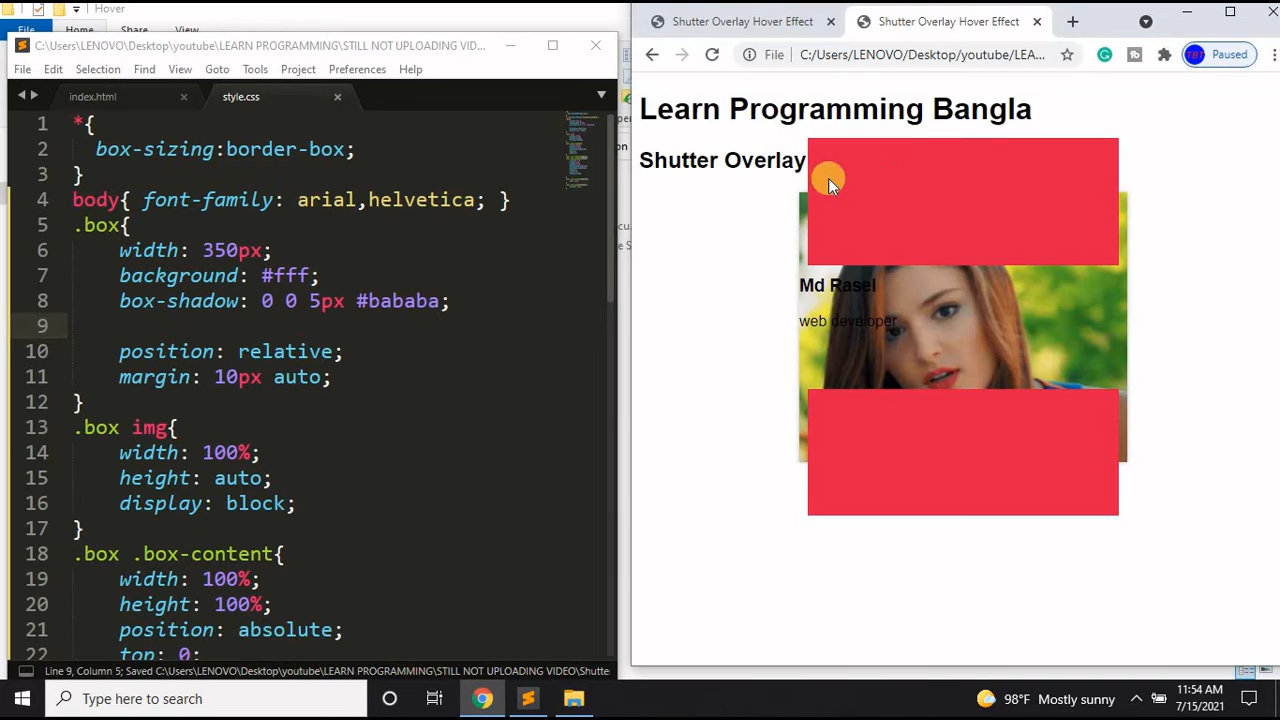 Hover
File Home Share
C:\Users\LENOVO\Desktop\youtube\LEARN PROGRAMMING\STILL NOT UPLOADING VID...
File Edit Selection Find View Goto Tools Project Preferences Help
index.html style.css
1 *{
2 box-sizing:border-box;
3 }
4 body{ font-family: arial,helvetica; }
5 .box{
6 width: 350px;
7 background: #fff;
8 box-shadow: 0 0 5px #bababa;
9
10 position: relative;
11 margin: 10px auto;
12 }
13 .box img{
14 width: 100%;
15 height: auto;
16 display: block;
17 }
18 .box .box-content{
19 width: 100%;
20 height: 100%;
21 position: absolute;
22 top: 0;
Line 9, Column 5; Saved C:\Users\LENOVO\Desktop\youtube\LEARN PROGRAMMING\STILL NOT UPLOADING VIDEO\Shutte
Shutter Overlay Hover Effect Shutter Overlay Hover Effect
File C:/Users/LENOVO/Desktop/youtube/LEA... Paused
Learn Programming Bangla
Shutter Overlay
Md Rasel
web developer
Type here to search
98°F Mostly sunny
11:54 AM
7/15/2021